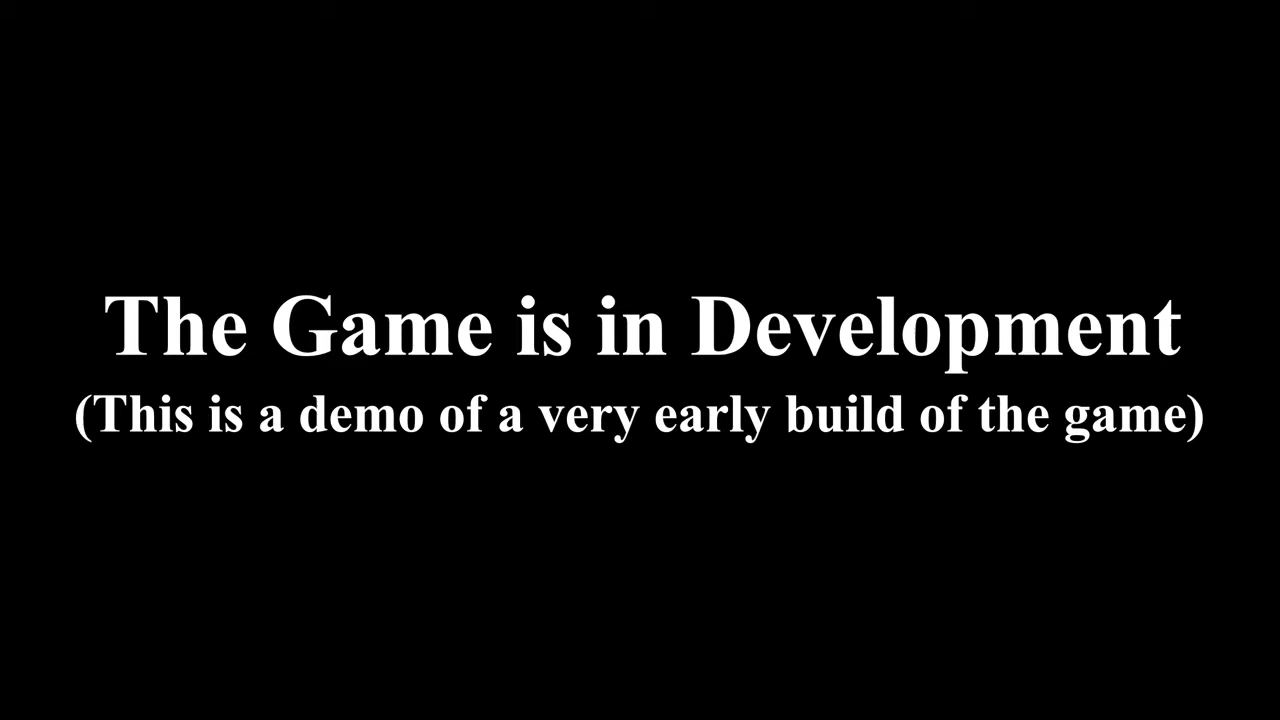 The Game is in Development
(This is a demo of a very early build of the game)